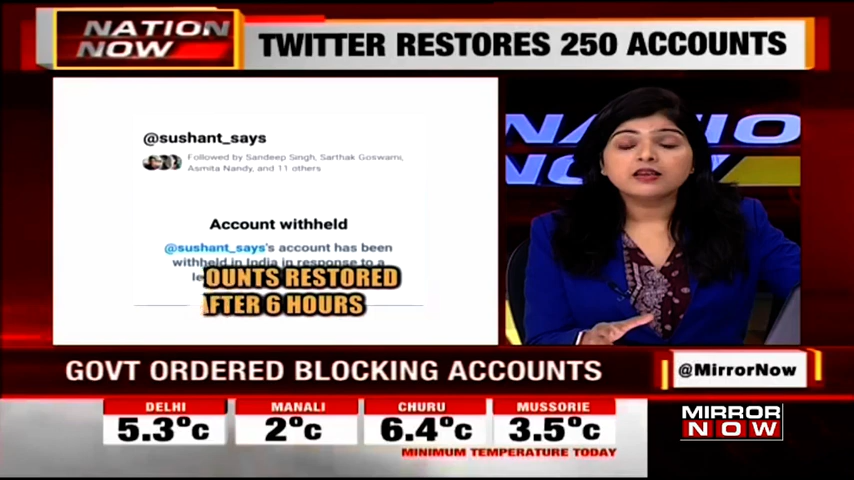 NATION
NOW
TWITTER RESTORES 250 ACCOUNTS
@sushant_says
Followed by Sandeep Singh, Sarthak Goswami,
Asmita Nandy, and 11 others
Account withheld
@sushant_says's account has been
withheld in India in response to a
OUNTS RESTORED
AFTER 6 HOURS
NATIO
NOW
GOVT ORDERED BLOCKING ACCOUNTS
@MirrorNow
DELHI
5.3°c
MANALI
2°c
CHURU
6.4°c
MUSSORIE
3.5°c
MINIMUM TEMPERATURE TODAY
MIRROR
NOW